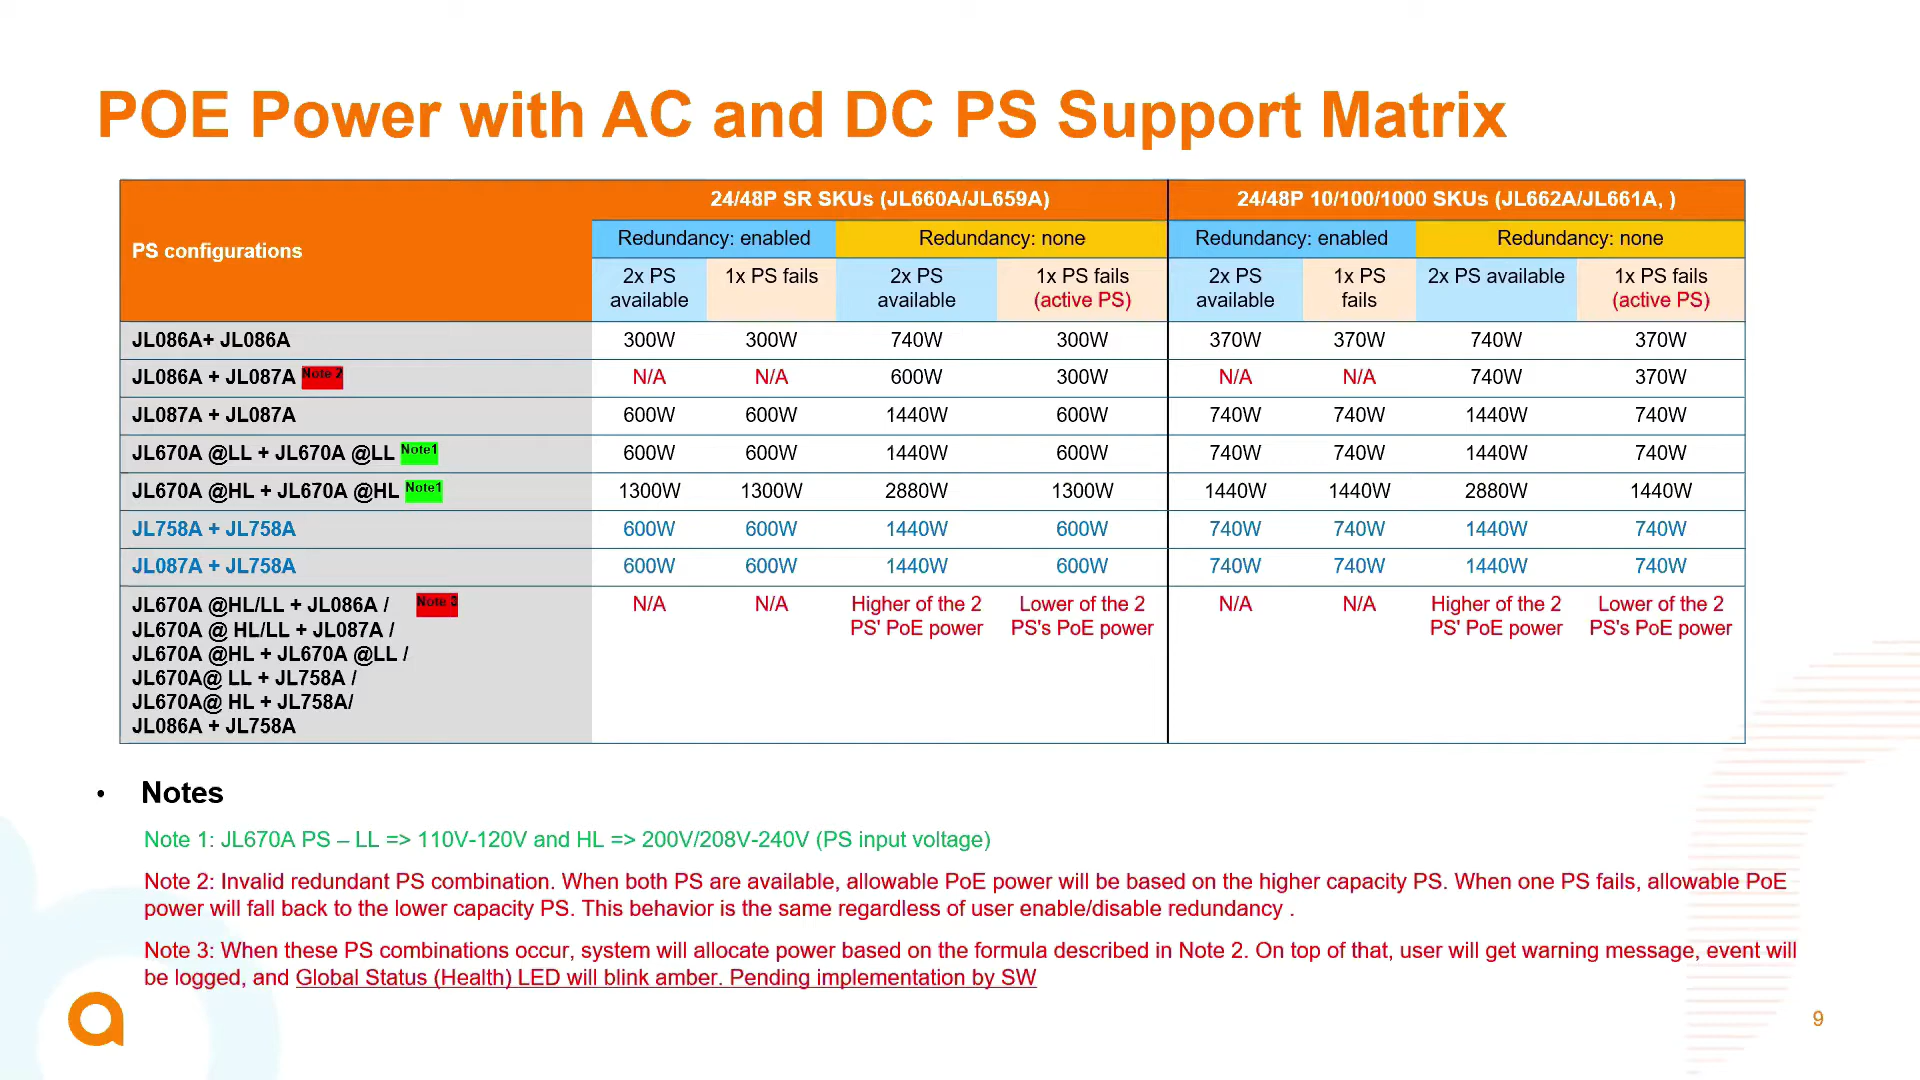 POE Power with AC and DC PS Support Matrix
PS configurations
24/48P SR SKUs (JL660A/JL659A)
24/48P 10/100/1000 SKUs (JL662A/JL661A, )
Redundancy: enabled
Redundancy: none
Redundancy: enabled
Redundancy: none
2x PS
available
1x PS fails
2x PS
available
1x PS fails
(active PS)
2x PS
available
1x PS
fails
2x PS available
1x PS fails
(active PS)
JL086A+ JL086A 300W 300W 740W 300W 370W 370W 740W 370W
JL086A + JL087A Note 2 N/A N/A 600W 300W N/A N/A 740W 370W
JL087A + JL087A 600W 600W 1440W 600W 740W 740W 1440W 740W
JL670A @LL + JL670A @LL Note1 600W 600W 1440W 600W 740W 740W 1440W 740W
JL670A @HL + JL670A @HL Note1 1300W 1300W 2880W 1300W 1440W 1440W 2880W 1440W
JL758A + JL758A 600W 600W 1440W 600W 740W 740W 1440W 740W
JL087A + JL758A 600W 600W 1440W 600W 740W 740W 1440W 740W
JL670A @HL/LL + JL086A / Note 3
JL670A @ HL/LL + JL087A /
JL670A @HL + JL670A @LL /
JL670A@ LL + JL758A /
JL670A@ HL + JL758A/
JL086A + JL758A
N/A
N/A
Higher of the 2
PS' PoE power
Lower of the 2
PS's PoE power
N/A
N/A
Higher of the 2
PS' PoE power
Lower of the 2
PS's PoE power
• Notes
Note 1: JL670A PS – LL => 110V-120V and HL => 200V/208V-240V (PS input voltage)
Note 2: Invalid redundant PS combination. When both PS are available, allowable PoE power will be based on the higher capacity PS. When one PS fails, allowable PoE
power will fall back to the lower capacity PS. This behavior is the same regardless of user enable/disable redundancy .
Note 3: When these PS combinations occur, system will allocate power based on the formula described in Note 2. On top of that, user will get warning message, event will
be logged, and Global Status (Health) LED will blink amber. Pending implementation by SW
9